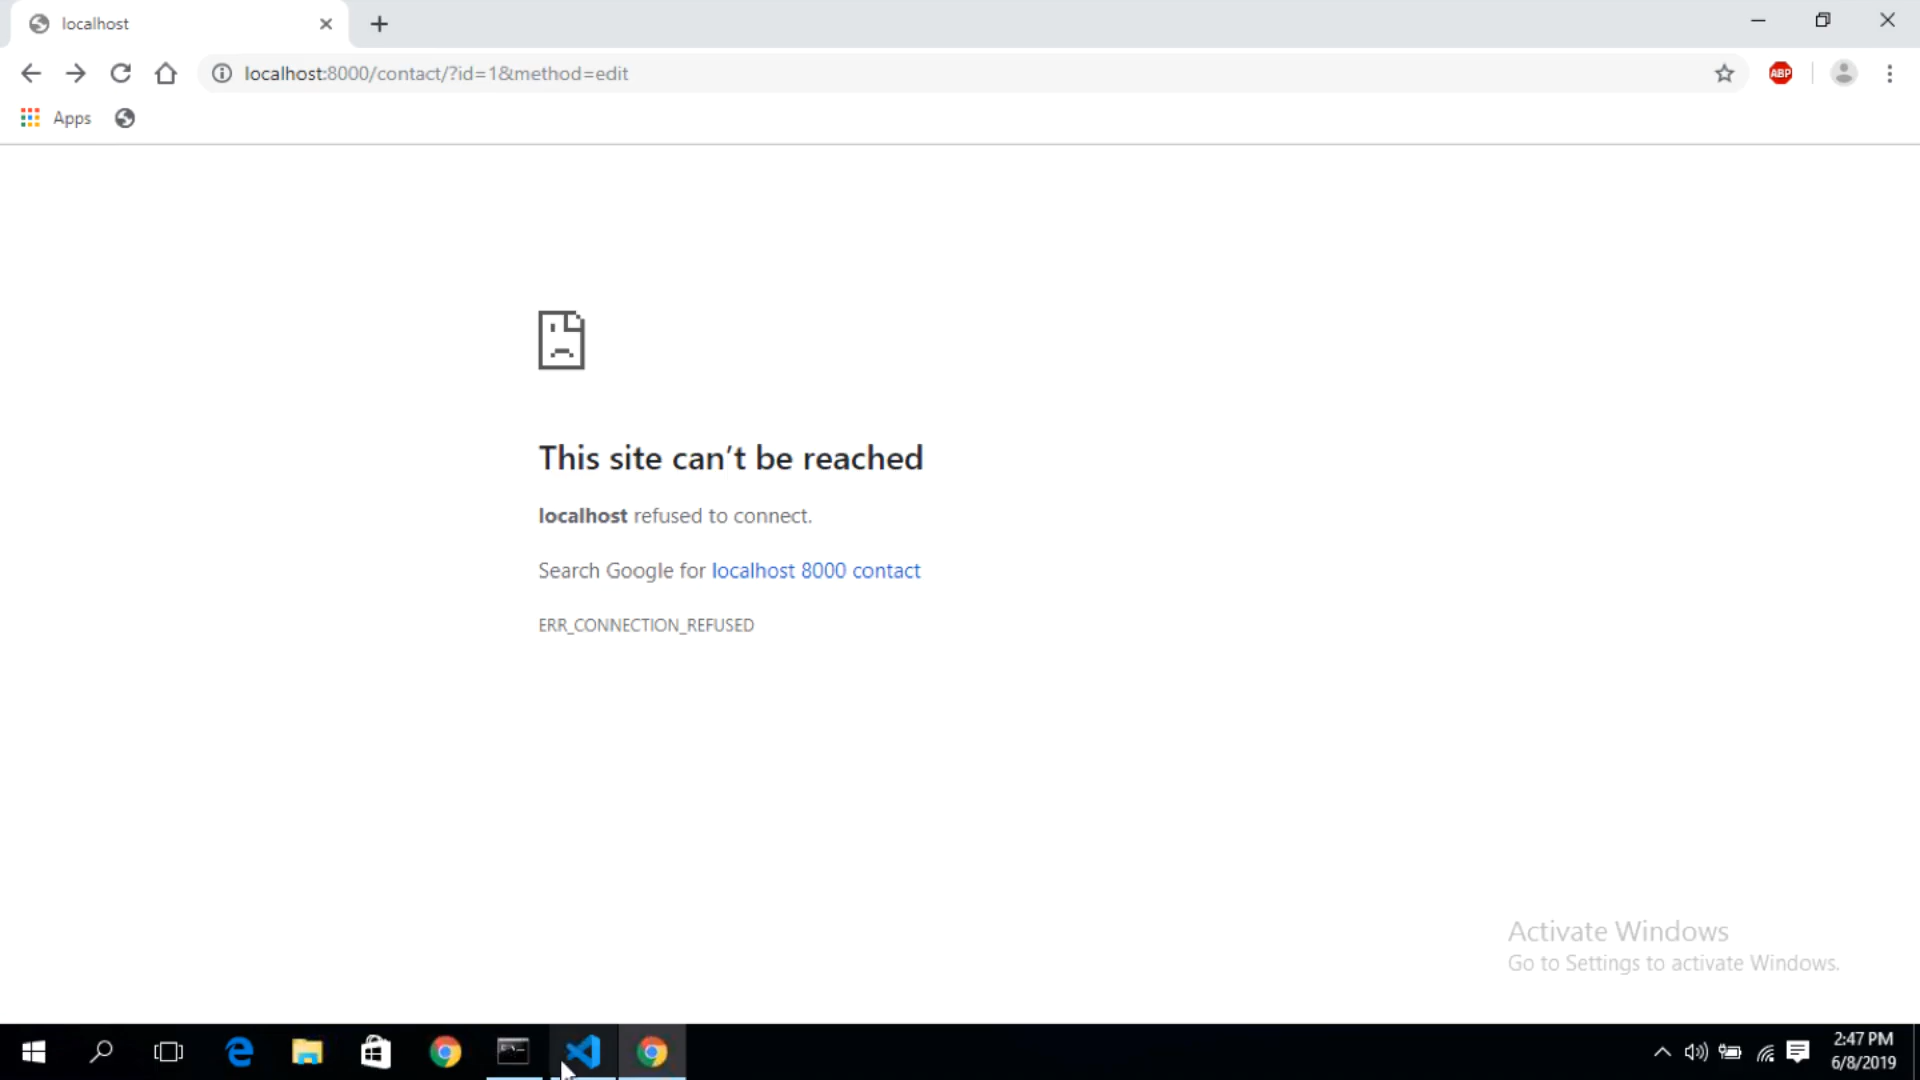 localhost
localhost:8000/contact/?id=1&method=edit
ABP
Apps
This site can’t be reached
localhost refused to connect.
Search Google for localhost 8000 contact
ERR_CONNECTION_REFUSED
Activate Windows
Go to Settings to activate Windows.
2:47 PM
6/8/2019